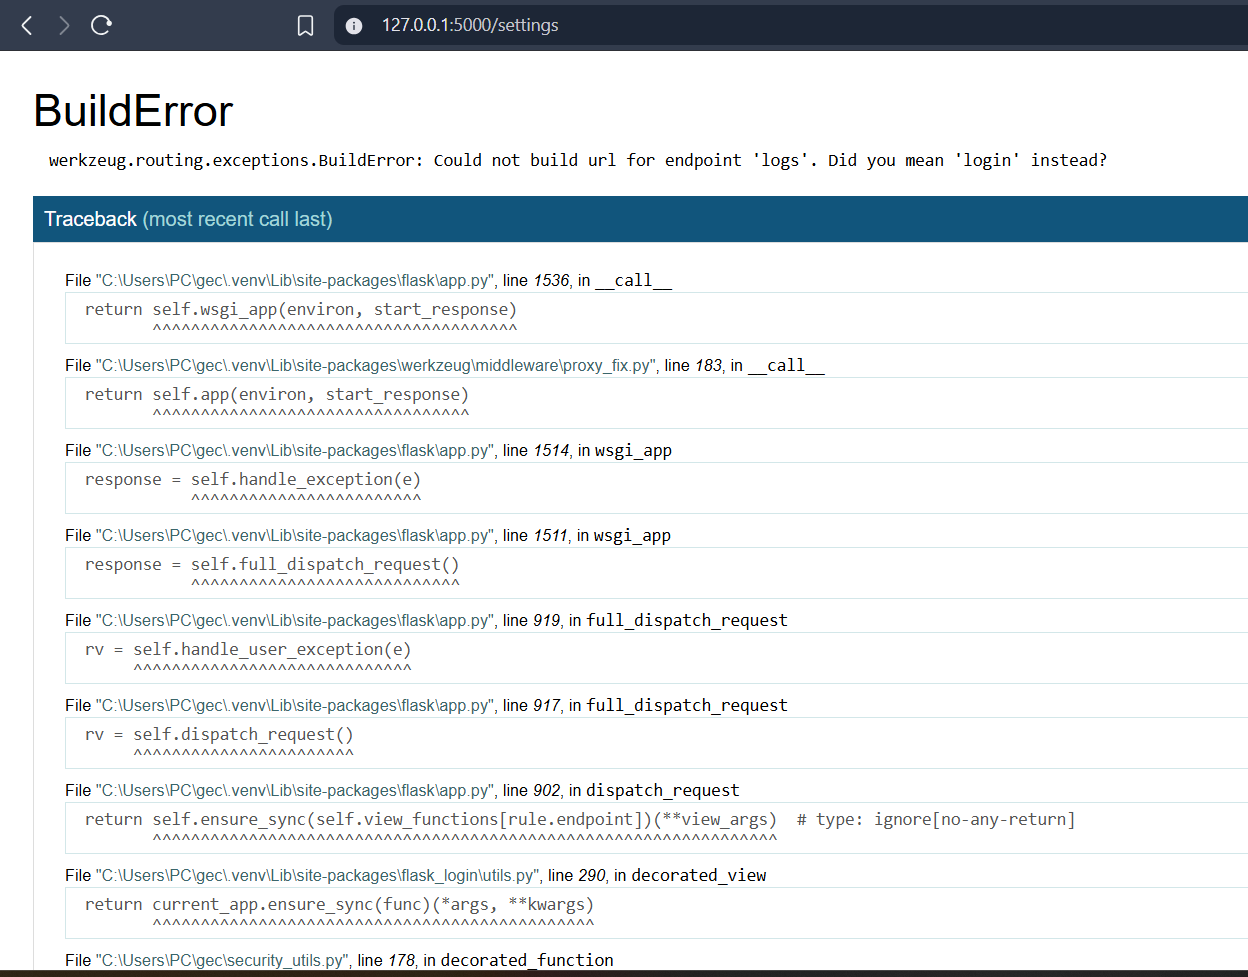 127.0.0.1:5000/settings
BuildError
werkzeug.routing.exceptions.BuildError: Could not build url for endpoint 'logs'. Did you mean 'login' instead?
Traceback (most recent call last)
File "C:\Users\PC\gec\.venv\Lib\site-packages\flask\app.py", line 1536, in __call__
return self.wsgi_app(environ, start_response)
^^^^^^^^^^^^^^^^^^^^^^^^^^^^^^^^^^^^^^
File "C:\Users\PC\gec\.venv\Lib\site-packages\werkzeug\middleware\proxy_fix.py", line 183, in __call__
return self.app(environ, start_response)
^^^^^^^^^^^^^^^^^^^^^^^^^^^^^^^^^
File "C:\Users\PC\gec\.venv\Lib\site-packages\flask\app.py", line 1514, in wsgi_app
response = self.handle_exception(e)
^^^^^^^^^^^^^^^^^^^^^^^^
File "C:\Users\PC\gec\.venv\Lib\site-packages\flask\app.py", line 1511, in wsgi_app
response = self.full_dispatch_request()
^^^^^^^^^^^^^^^^^^^^^^^^^^^^
File "C:\Users\PC\gec\.venv\Lib\site-packages\flask\app.py", line 919, in full_dispatch_request
rv = self.handle_user_exception(e)
^^^^^^^^^^^^^^^^^^^^^^^^^^^^^
File "C:\Users\PC\gec\.venv\Lib\site-packages\flask\app.py", line 917, in full_dispatch_request
rv = self.dispatch_request()
^^^^^^^^^^^^^^^^^^^^^^^
File "C:\Users\PC\gec\.venv\Lib\site-packages\flask\app.py", line 902, in dispatch_request
return self.ensure_sync(self.view_functions[rule.endpoint])(**view_args)  # type: ignore[no-any-return]
^^^^^^^^^^^^^^^^^^^^^^^^^^^^^^^^^^^^^^^^^^^^^^^^^^^^^^^^^^^^^^^^^
File "C:\Users\PC\gec\.venv\Lib\site-packages\flask_login\utils.py", line 290, in decorated_view
return current_app.ensure_sync(func)(*args, **kwargs)
^^^^^^^^^^^^^^^^^^^^^^^^^^^^^^^^^^^^^^^^^^^^^^
File "C:\Users\PC\gec\security_utils.py", line 178, in decorated_function